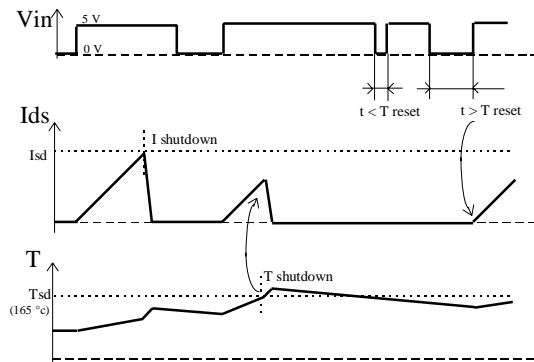 Vin
5 V
0 V
t < T reset
t > T reset
Ids
I shutdown
Isd
T
T shutdown
Tsd
(165 °c)